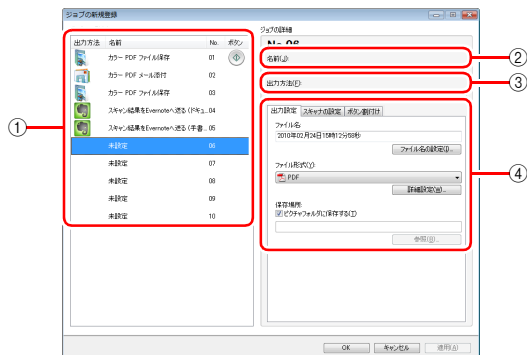 ジョブの新規登録
出力方法 名前 No. ボタン
カラー PDF ファイル保存 01
カラー PDF メール添付 02
カラー PDF ファイル保存 03
スキャン結果をEvernoteへ送る (ドキュ... 04
スキャン結果をEvernoteへ送る (手書... 05
未設定 06
未設定 07
未設定 08
未設定 09
未設定 10
ジョブの詳細
No.06
名前(J):
出力方法(F):
出力設定 スキャナの設定 ボタン割付け
ファイル名
2010年02月24日15時12分58秒
ファイル名の設定(I)...
ファイル形式(Y):
PDF
詳細設定(W)...
保存場所:
ピクチャフォルダに保存する(T)
参照(B)...
OK キャンセル 適用(A)
①
②
③
④